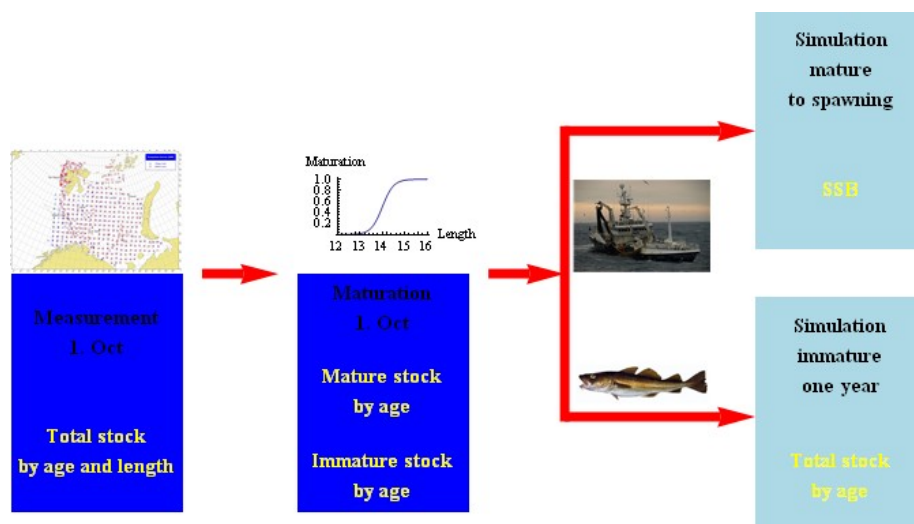 Measurement
1. Oct
Total stock
by age and length
Maturation
1.0
0.8
0.6
0.4
0.2
12 13 14 15 16
Length
Maturation
1. Oct
Mature stock
by age
Immature stock
by age
Simulation
mature
to spawning
SSB
Simulation
immature
one year
Total stock
by age